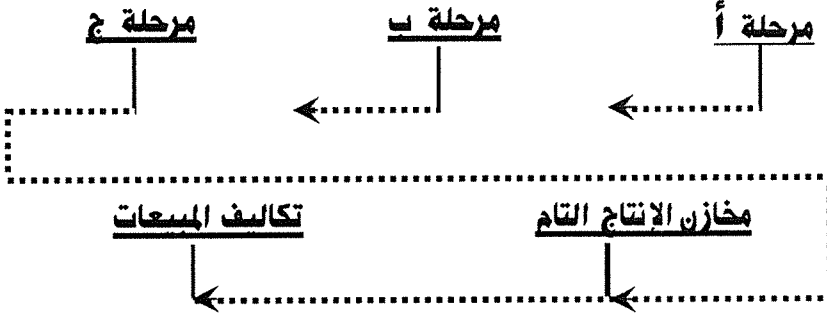 مرحلة أ مرحلة ب مرحلة ج
مخازن الإنتاج التام تكاليف المبيعات